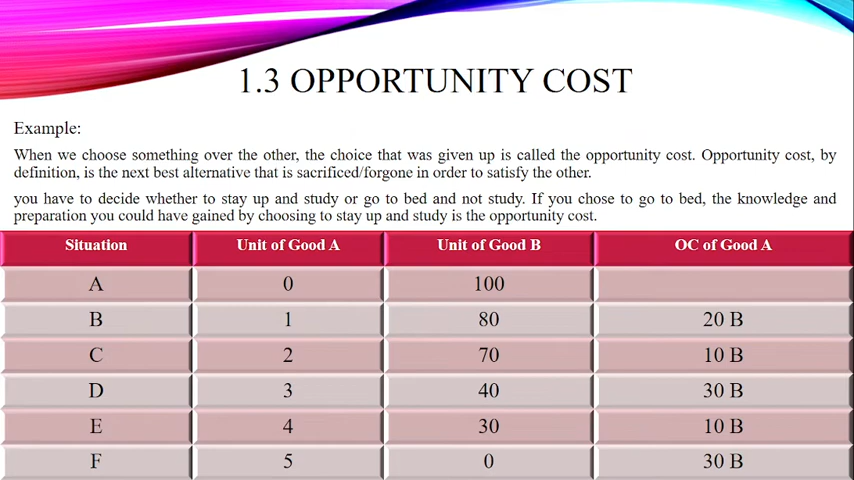 1.3 OPPORTUNITY COST
Example:
When we choose something over the other, the choice that was given up is called the opportunity cost. Opportunity cost, by
definition, is the next best alternative that is sacrificed/forgone in order to satisfy the other.
you have to decide whether to stay up and study or go to bed and not study. If you chose to go to bed, the knowledge and
preparation you could have gained by choosing to stay up and study is the opportunity cost.
Situation Unit of Good A Unit of Good B OC of Good A
A 0 100
B 1 80 20 B
C 2 70 10 B
D 3 40 30 B
E 4 30 10 B
F 5 0 30 B